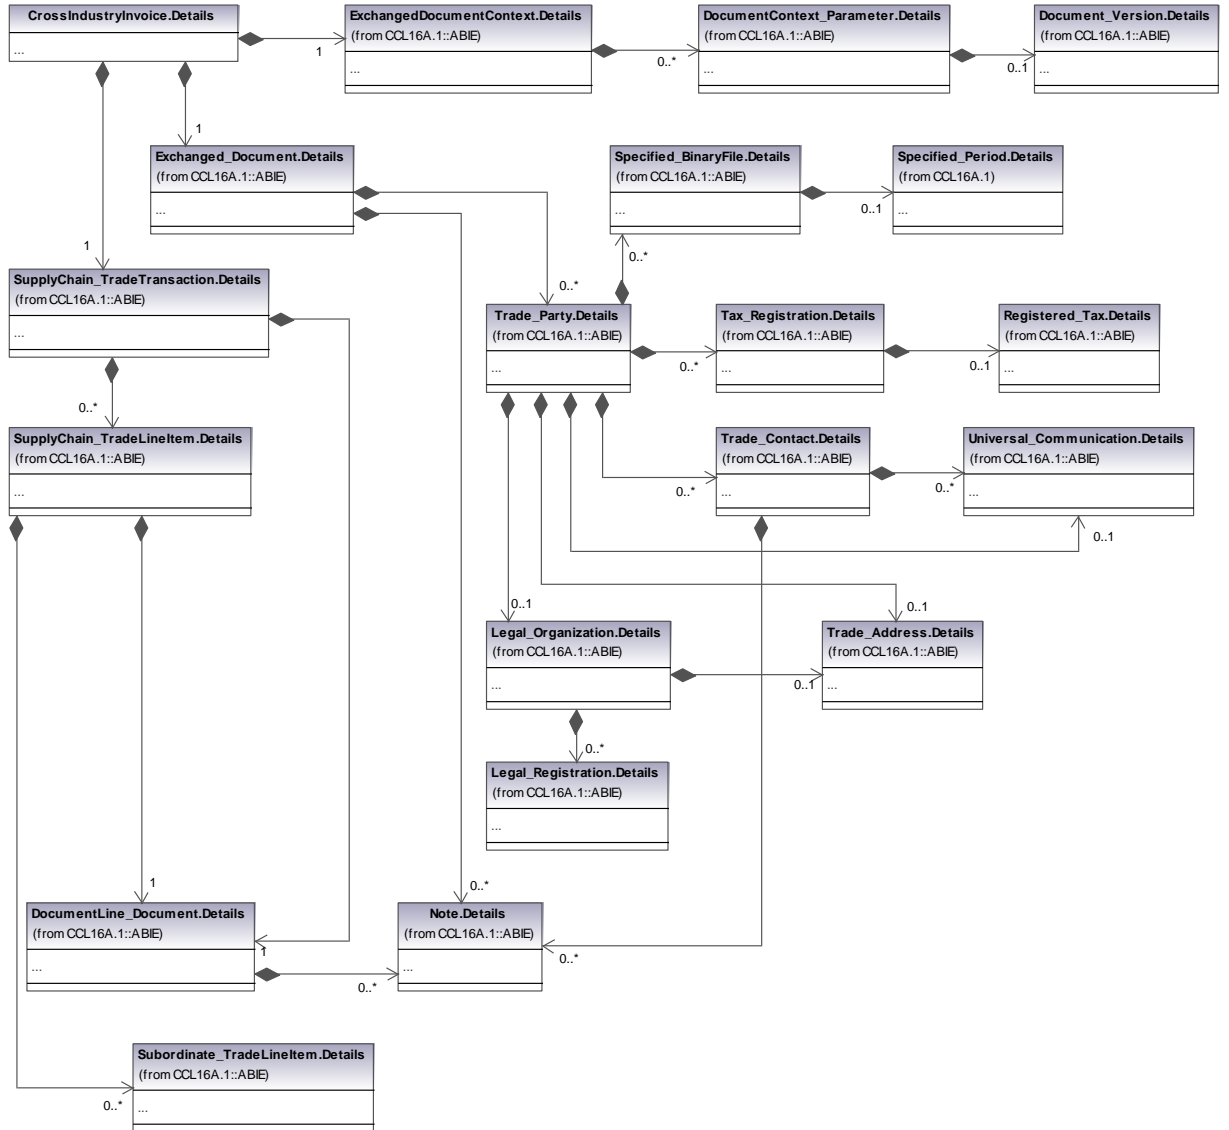 CrossIndustryInvoice.Details
...
1
ExchangedDocumentContext.Details
(from CCL16A.1::ABIE)
...
0..*
DocumentContext_Parameter.Details
(from CCL16A.1::ABIE)
...
0..1
Document_Version.Details
(from CCL16A.1::ABIE)
...
1
Exchanged_Document.Details
(from CCL16A.1::ABIE)
...
Specified_BinaryFile.Details
(from CCL16A.1::ABIE)
...
0..1
Specified_Period.Details
(from CCL16A.1)
...
1
0..*
0..*
SupplyChain_TradeTransaction.Details
(from CCL16A.1::ABIE)
...
Trade_Party.Details
(from CCL16A.1::ABIE)
...
0..*
Tax_Registration.Details
(from CCL16A.1::ABIE)
...
0..1
Registered_Tax.Details
(from CCL16A.1::ABIE)
...
0..*
SupplyChain_TradeLineItem.Details
(from CCL16A.1::ABIE)
...
0..*
Trade_Contact.Details
(from CCL16A.1::ABIE)
...
0..*
Universal_Communication.Details
(from CCL16A.1::ABIE)
...
0..1
0..1
0..1
Legal_Organization.Details
(from CCL16A.1::ABIE)
...
0..1
Trade_Address.Details
(from CCL16A.1::ABIE)
...
0..*
Legal_Registration.Details
(from CCL16A.1::ABIE)
...
1
0..*
DocumentLine_Document.Details
(from CCL16A.1::ABIE)
...
1
0..*
Note.Details
(from CCL16A.1::ABIE)
...
0..*
Subordinate_TradeLineItem.Details
(from CCL16A.1::ABIE)
...
0..*